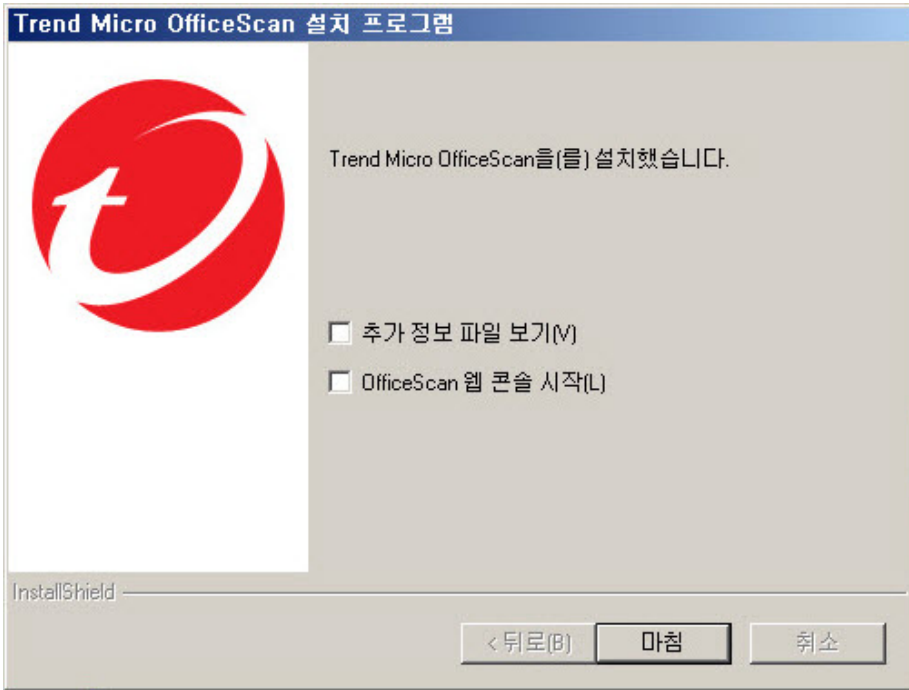 Trend Micro OfficeScan 설치 프로그램
Trend Micro OfficeScan을(를) 설치했습니다.
추가 정보 파일 보기(V)
OfficeScan 웹 콘솔 시작(L)
InstallShield
< 뒤로(B)
마침
취소